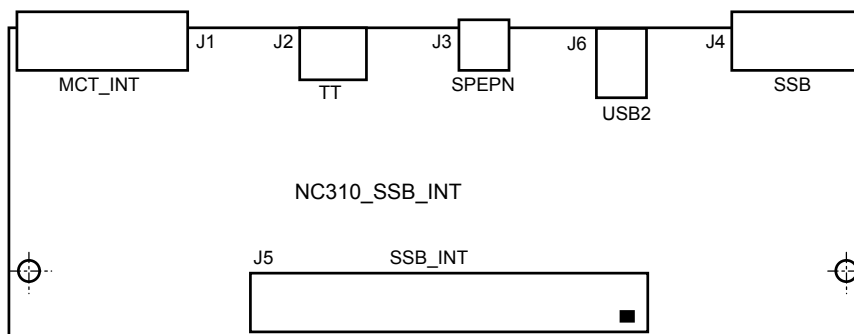 J1
J2
J3
J6
J4
MCT_INT
TT
SPEPN
USB2
SSB
NC310_SSB_INT
J5
SSB_INT